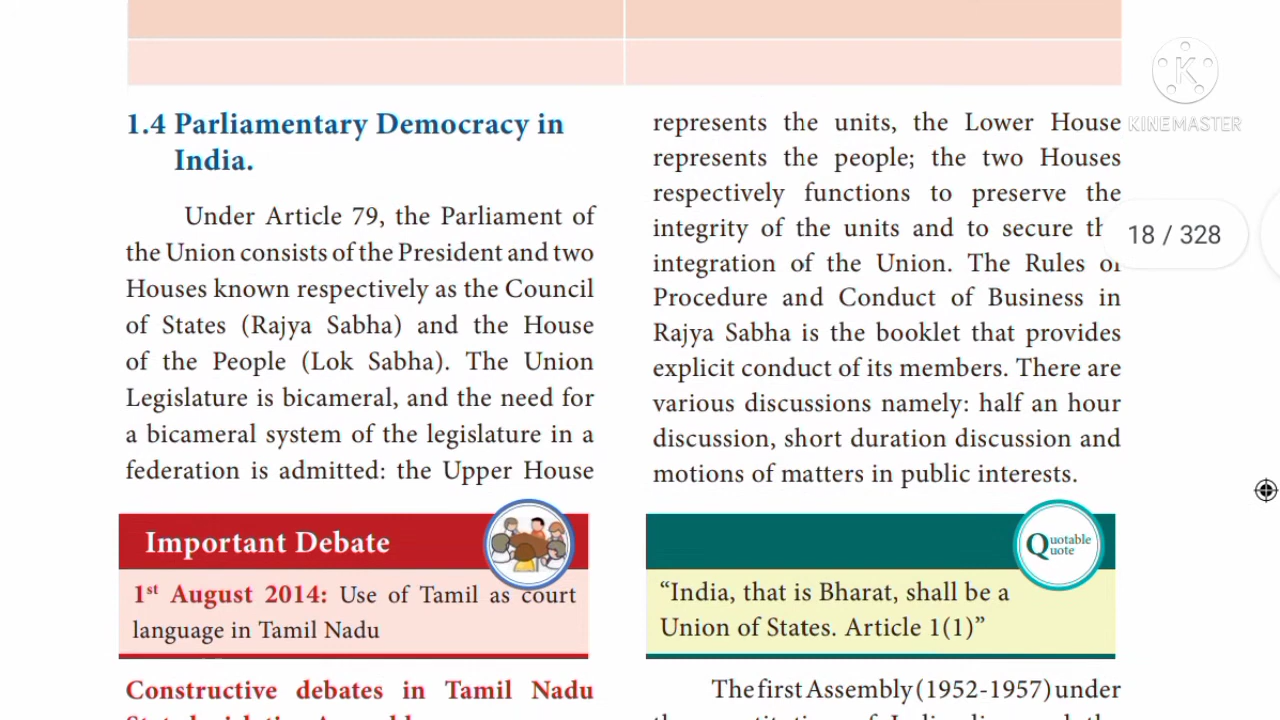 1.4 Parliamentary Democracy in
India.
Under Article 79, the Parliament of
the Union consists of the President and two
Houses known respectively as the Council
of States (Rajya Sabha) and the House
of the People (Lok Sabha). The Union
Legislature is bicameral, and the need for
a bicameral system of the legislature in a
federation is admitted: the Upper House
Important Debate
1st August 2014: Use of Tamil as court
language in Tamil Nadu
Constructive debates in Tamil Nadu
represents the units, the Lower House
represents the people; the two Houses
respectively functions to preserve the
integrity of the units and to secure
integration of the Union. The Rules
Procedure and Conduct of Business in
Rajya Sabha is the booklet that provides
explicit conduct of its members. There are
various discussions namely: half an hour
discussion, short duration discussion and
motions of matters in public interests.
Quotable
Quote
“India, that is Bharat, shall be a
Union of States. Article 1(1)”
The first Assembly (1952-1957) under
K
KINEMASTER
18 / 328